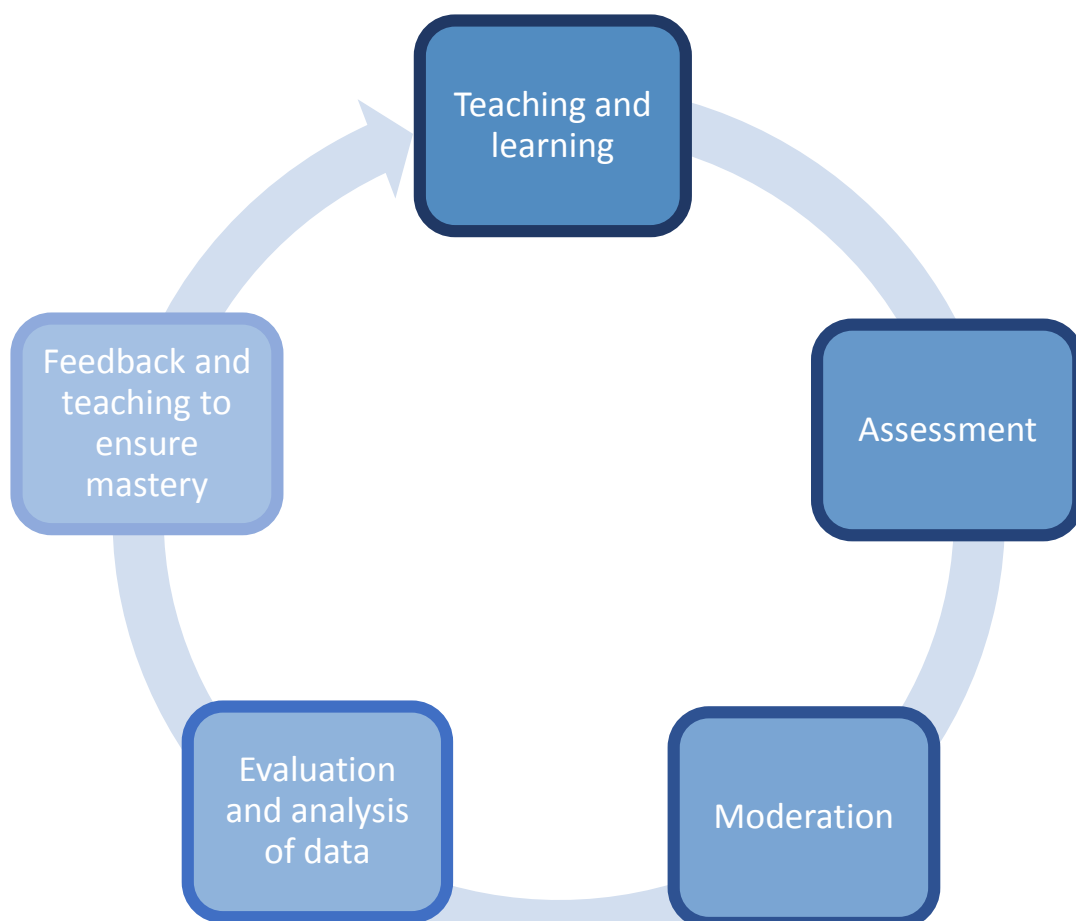 Teaching and
learning
Assessment
Moderation
Evaluation
and analysis
of data
Feedback and
teaching to
ensure
mastery